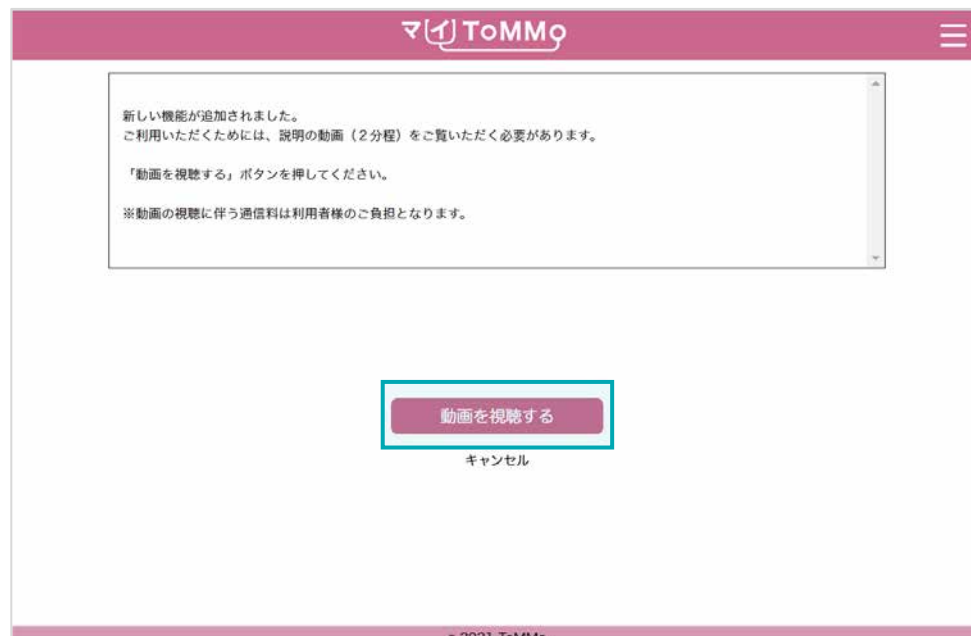 マイToMMo
新しい機能が追加されました。
ご利用いただくためには、説明の動画（２分程）をご覧いただく必要があります。
「動画を視聴する」ボタンを押してください。
※動画の視聴に伴う通信料は利用者様のご負担となります。
動画を視聴する
キャンセル
© 2021 ToMMo